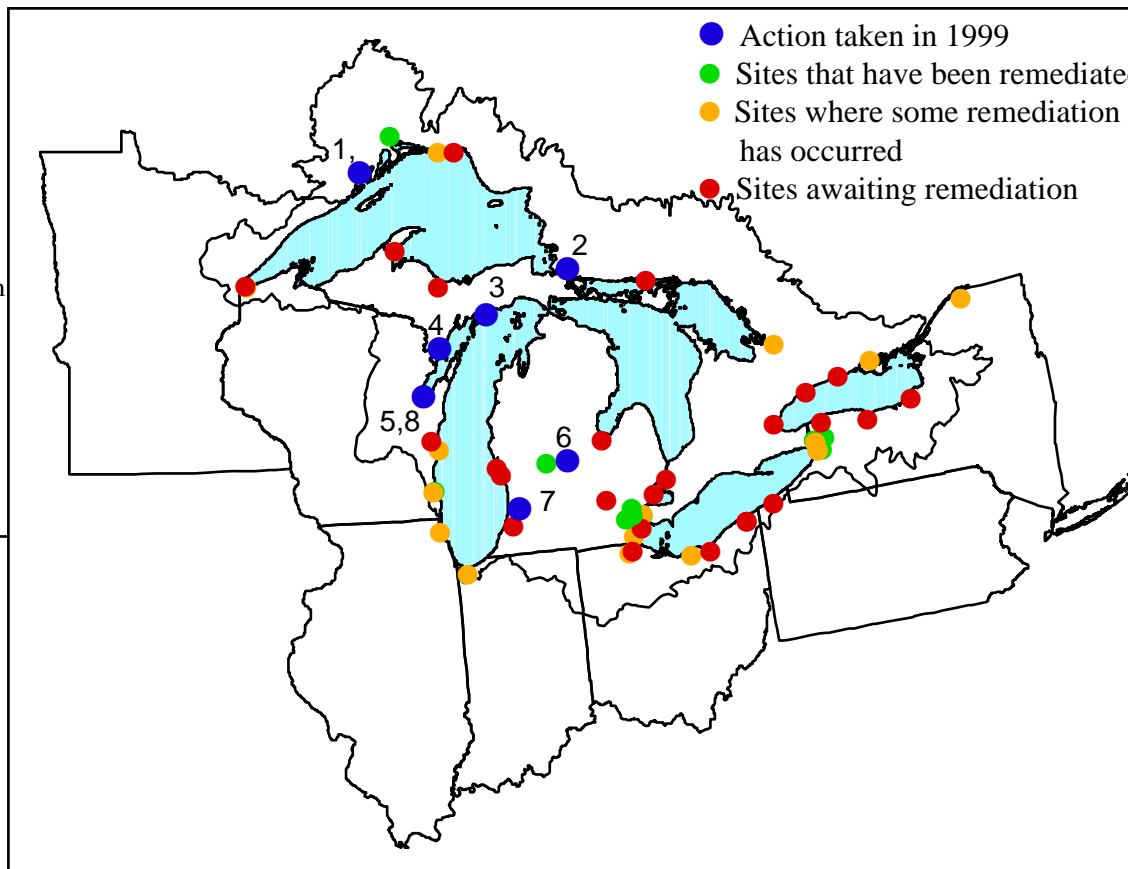 Action taken in 1999
Sites that have been remediate
Sites where some remediation
has occurred
Sites awaiting remediation
1,
2
n
3
4
5,8
6
7